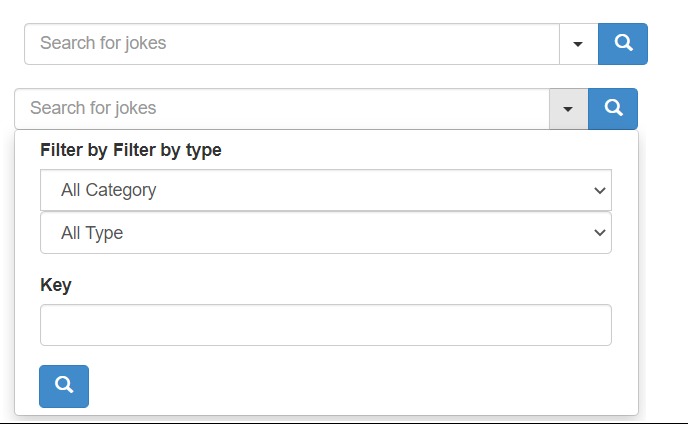 Search for jokes
Search for jokes
Filter by Filter by type
All Category
All Type
Key